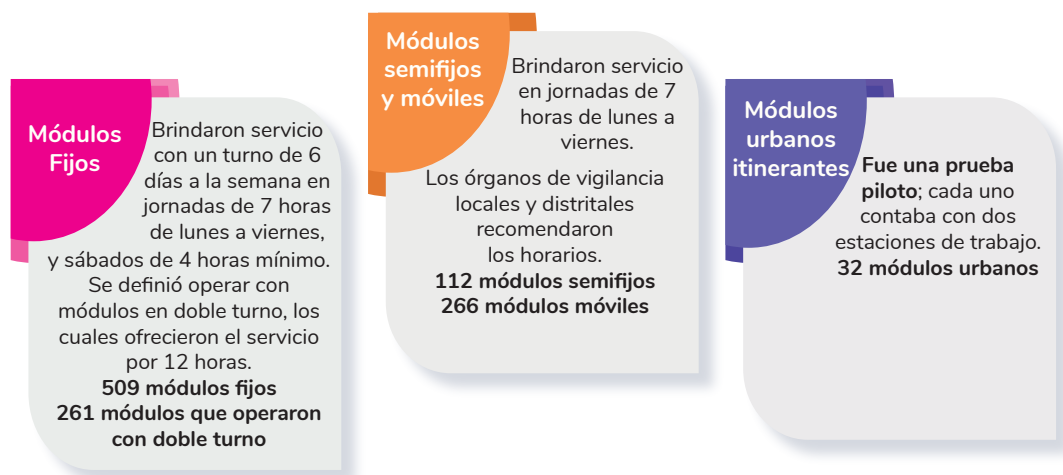 Módulos
Fijos
Brindaron servicio
con un turno de 6
días a la semana en
jornadas de 7 horas
de lunes a viernes,
y sábados de 4 horas mínimo.
Se definió operar con
módulos en doble turno, los
cuales ofrecieron el servicio
por 12 horas.
509 módulos fijos
261 módulos que operaron
con doble turno
Módulos
semifijos
y móviles
Brindaron servicio
en jornadas de 7
horas de lunes a
viernes.
Los órganos de vigilancia
locales y distritales
recomendaron
los horarios.
112 módulos semifijos
266 módulos móviles
Módulos
urbanos
itinerantes
Fue una prueba
piloto; cada uno
contaba con dos
estaciones de trabajo.
32 módulos urbanos